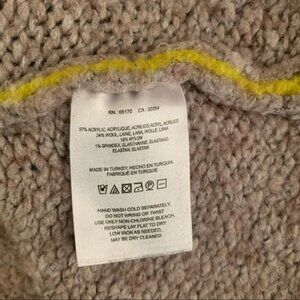 RN: 66170 CA: 32054
57% ACRYLIC, ACRYLIQUE, ACRILICO, ACRYL, ACRILICO
24% WOOL, LAINE, LANA, WOLLE, LANA
18% NYLON
1% SPANDEX, ELASTHANNE, ELASTANO,
ELASTAN, ELASTAN
MADE IN TURKEY, HECHO EN TURQUIA,
FABRIQUÉ EN TURQUIE
HAND WASH COLD SEPARATELY,
DO NOT WRING OR TWIST
USE ONLY NON-CHLORINE BLEACH.
RESHAPE LAY FLAT TO DRY
LOW IRON AS NEEDED,
MAY BE DRY CLEANED.